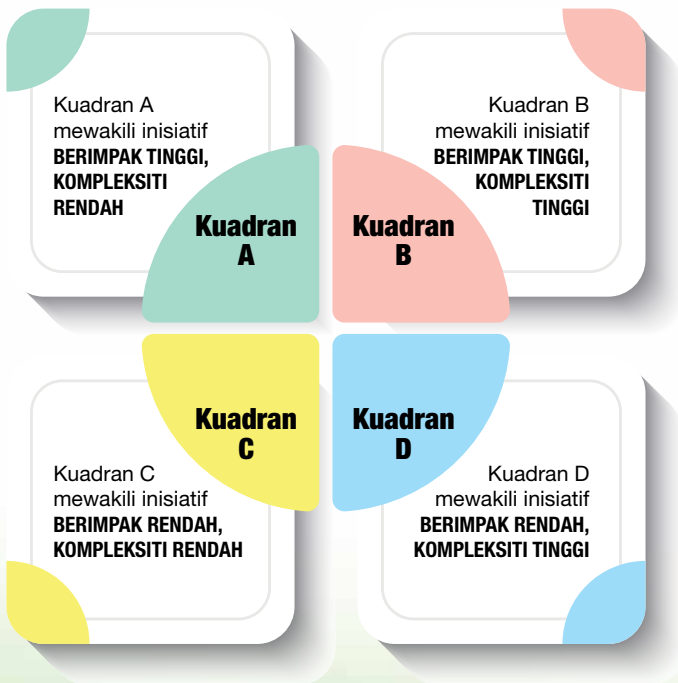 Kuadran A
mewakili inisiatif
BERIMPAK TINGGI,
KOMPLEKSITI
RENDAH
Kuadran B
mewakili inisiatif
BERIMPAK TINGGI,
KOMPLEKSITI
TINGGI
Kuadran
A
Kuadran
B
Kuadran
C
Kuadran
D
Kuadran C
mewakili inisiatif
BERIMPAK RENDAH,
KOMPLEKSITI RENDAH
Kuadran D
mewakili inisiatif
BERIMPAK RENDAH,
KOMPLEKSITI TINGGI